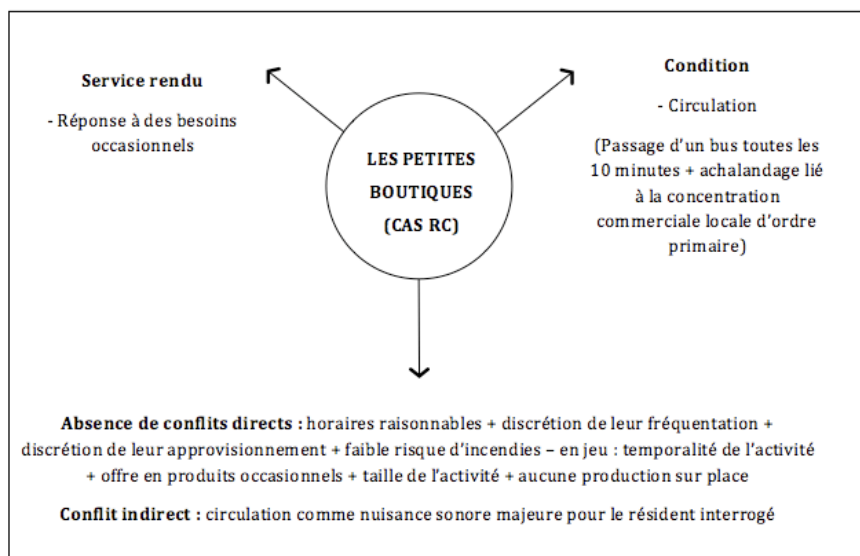 Service rendu
- Réponse à des besoins
occasionnels
LES PETITES
BOUTIQUES
(CAS RC)
Condition
- Circulation
(Passage d'un bus toutes les
10 minutes + achalandage lié
à la concentration
commerciale locale d'ordre
primaire)
Absence de conflits directs : horaires raisonnables + discrétion de leur fréquentation +
discrétion de leur approvisionnement + faible risque d'incendies – en jeu : temporalité de l'activité
+ offre en produits occasionnels + taille de l'activité + aucune production sur place
Conflit indirect : circulation comme nuisance sonore majeure pour le résident interrogé